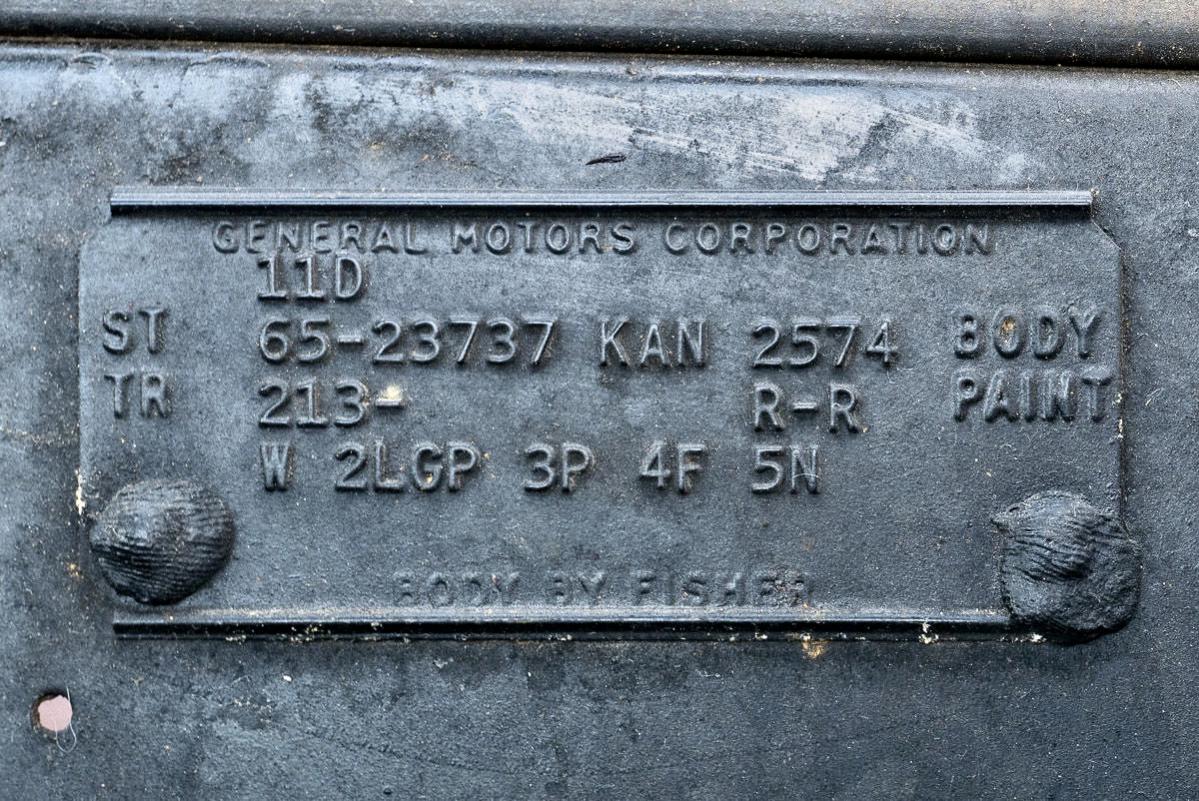 GENERAL MOTORS CORPORATION
11D
ST 65-23737 KAN 2574 BODY
TR 213- R-R PAINT
W 2LGP 3P 4F 5N
BODY BY FISHER